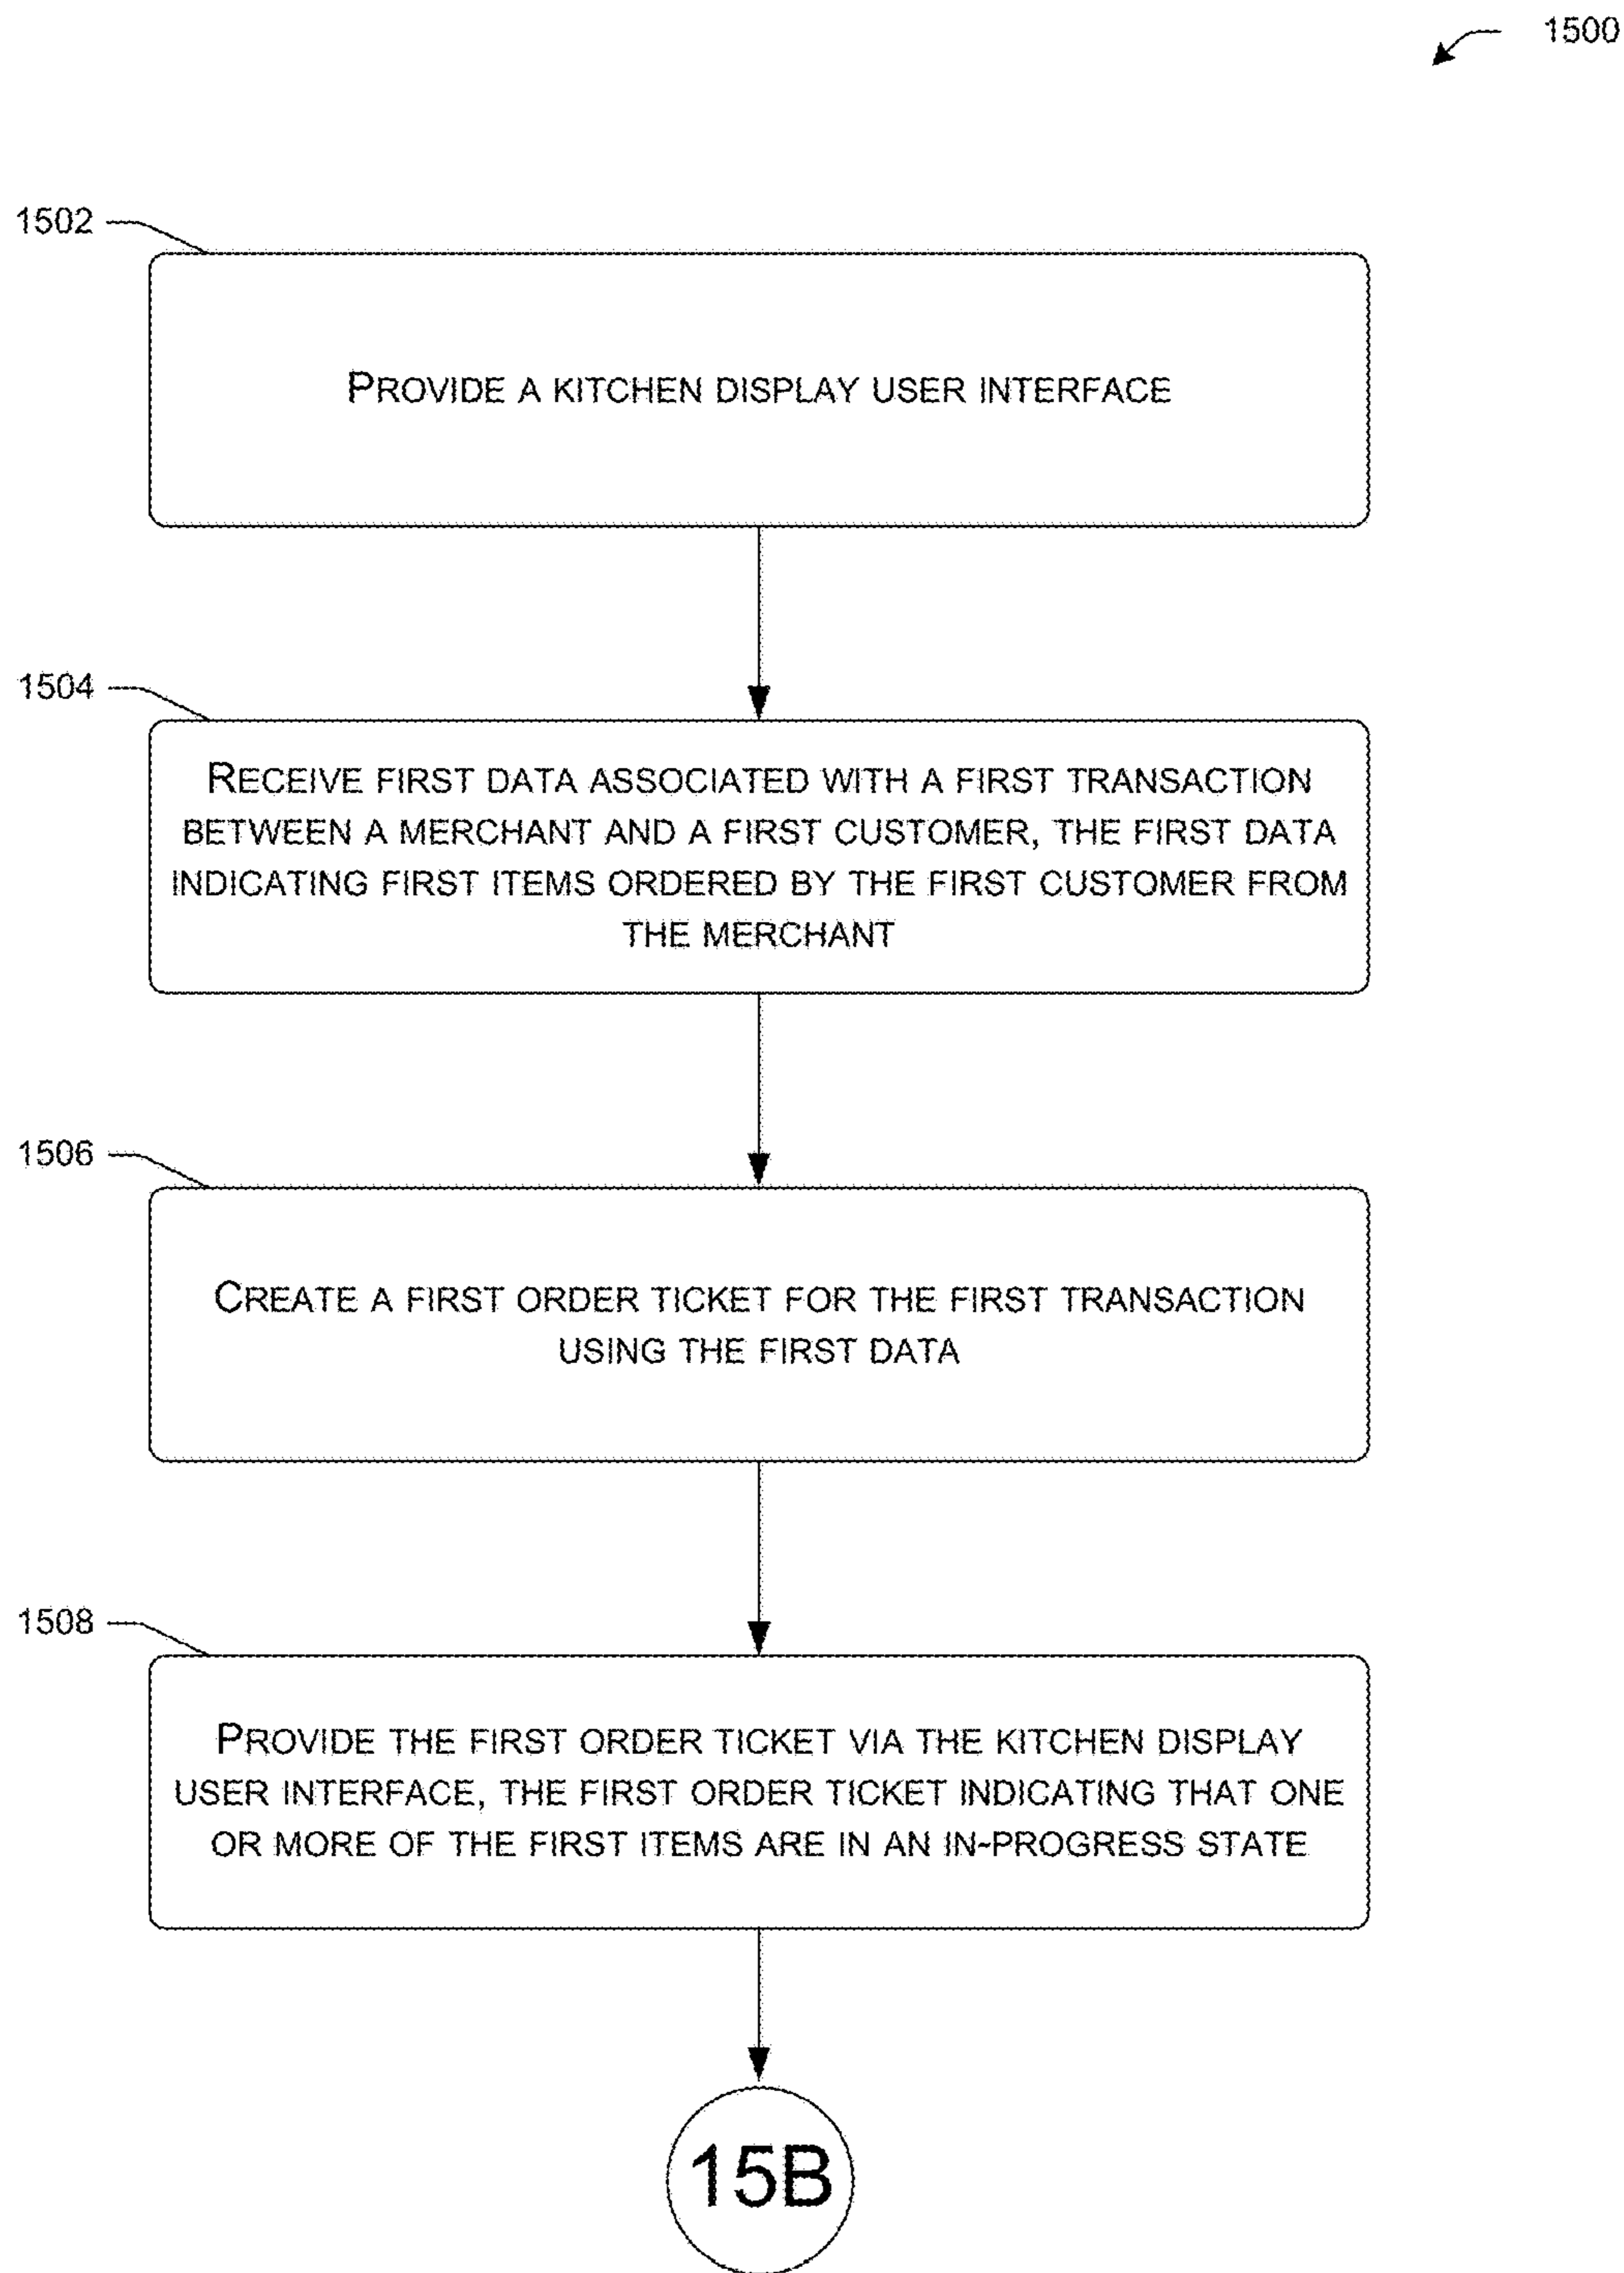 1500
1502
PROVIDE A KITCHEN DISPLAY USER INTERFACE
1504
RECEIVE FIRST DATA ASSOCIATED WITH A FIRST TRANSACTION
BETWEEN A MERCHANT AND A FIRST CUSTOMER, THE FIRST DATA
INDICATING FIRST ITEMS ORDERED BY THE FIRST CUSTOMER FROM
THE MERCHANT
1506
CREATE A FIRST ORDER TICKET FOR THE FIRST TRANSACTION
USING THE FIRST DATA
1508
PROVIDE THE FIRST ORDER TICKET VIA THE KITCHEN DISPLAY
USER INTERFACE, THE FIRST ORDER TICKET INDICATING THAT ONE
OR MORE OF THE FIRST ITEMS ARE IN AN IN-PROGRESS STATE
15B